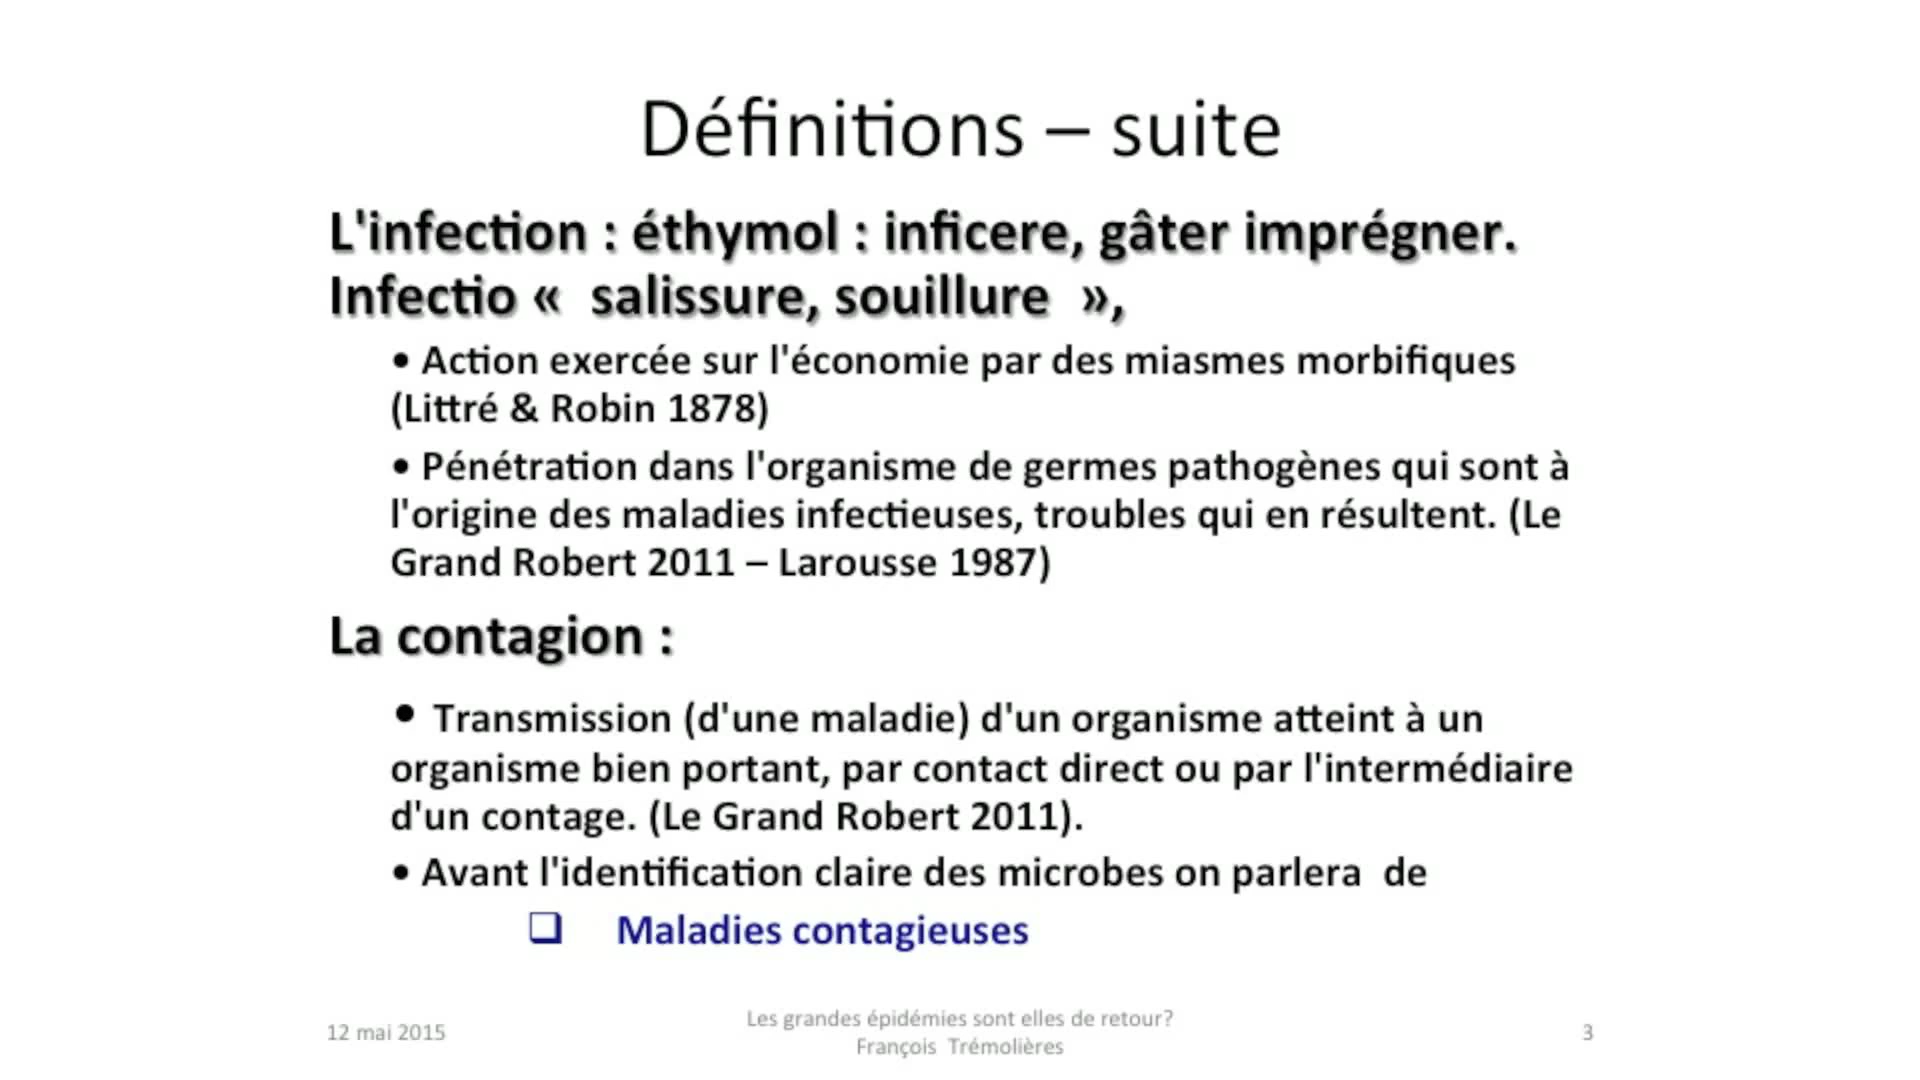 Définitions – suite
L'infection : éthymol : inficere, gâter imprégner.
Infectio «  salissure, souillure  »,
• Action exercée sur l'économie par des miasmes morbifiques
(Littré & Robin 1878)
• Pénétration dans l'organisme de germes pathogènes qui sont à
l'origine des maladies infectieuses, troubles qui en résultent. (Le
Grand Robert 2011 – Larousse 1987)
La contagion :
• Transmission (d'une maladie) d'un organisme atteint à un
organisme bien portant, par contact direct ou par l'intermédiaire
d'un contage. (Le Grand Robert 2011).
• Avant l'identification claire des microbes on parlera  de
❑ Maladies contagieuses
12 mai 2015
Les grandes épidémies sont elles de retour?
François  Trémolières
3